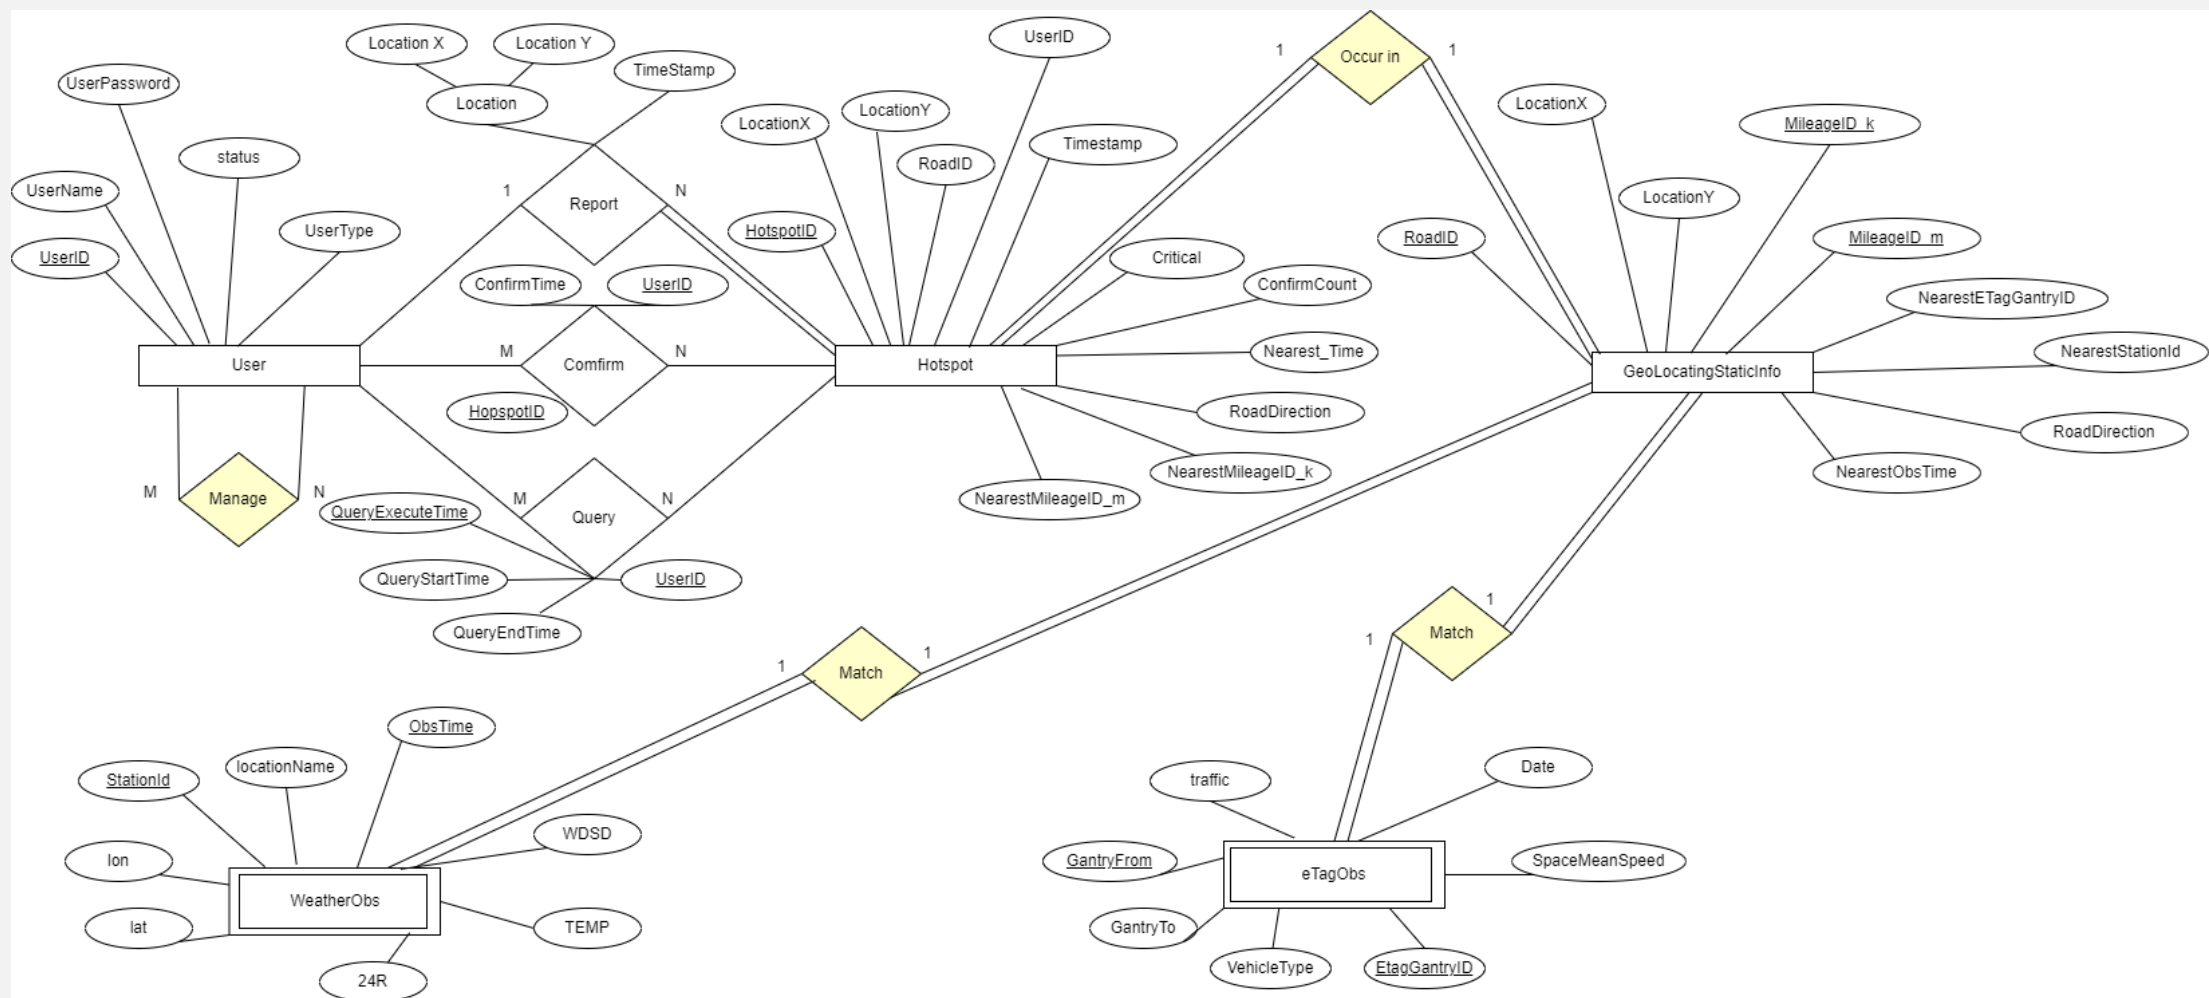 Location X
Location Y
TimeStamp
UserID
1
Occur in
1
UserPassword
Location
LocationX
LocationY
LocationX
MileageID_k
status
RoadID
Timestamp
UserName
1
Report
N
LocationY
UserType
HotspotID
RoadID
MileageID_m
UserID
Critical
ConfirmTime
UserID
ConfirmCount
NearestETagGantryID
M
N
Nearest_Time
NearestStationId
User
Comfirm
Hotspot
GeoLocatingStaticInfo
HopspotID
RoadDirection
RoadDirection
NearestMileageID_k
NearestObsTime
M
Manage
N
M
N
NearestMileageID_m
QueryExecuteTime
Query
QueryStartTime
UserID
1
QueryEndTime
1
Match
1
Match
1
ObsTime
StationId
locationName
traffic
Date
WDSD
lon
GantryFrom
SpaceMeanSpeed
eTagObs
WeatherObs
lat
TEMP
GantryTo
24R
VehicleType
EtagGantryID